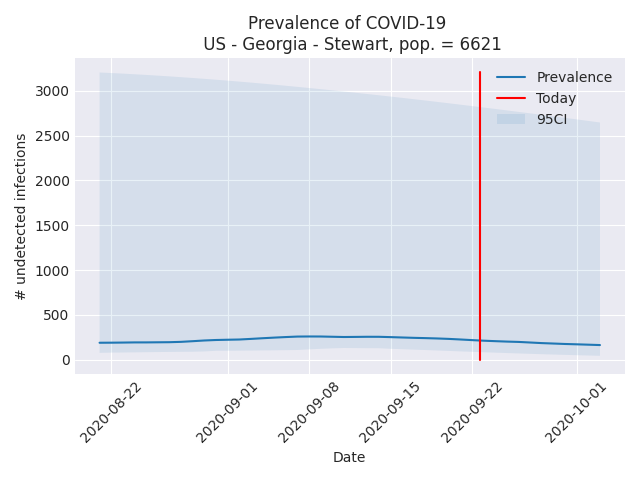 Prevalence of COVID-19
US - Georgia - Stewart, pop. = 6621
Prevalence
Today
95CI
# undetected infections
3000
2500
2000
1500
1000
500
0
2020-08-22
2020-09-01
2020-09-08
2020-09-15
2020-09-22
2020-10-01
Date